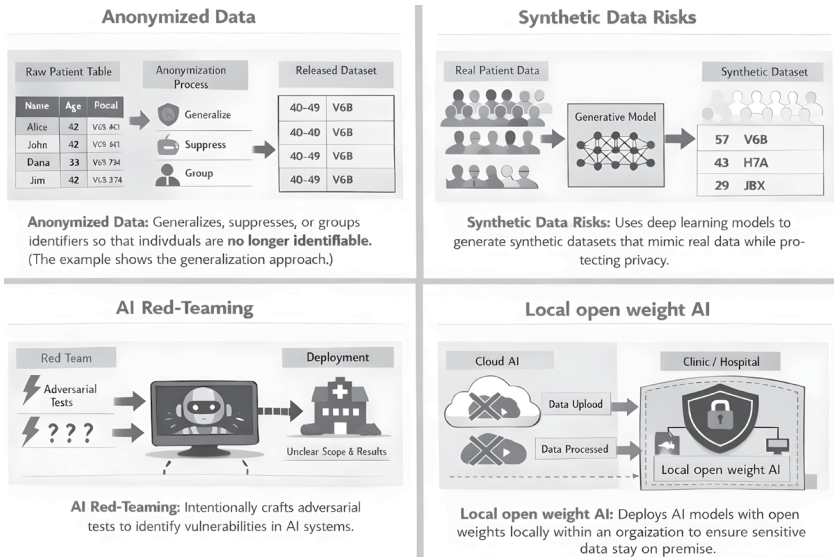 Anonymized Data
Raw Patient Table
Anonymization
Process
Released Dataset
Name Age Pocal
Alice 42
John 42
Dana 33 V6B 734
Jim 42
Generalize
Suppress
Group
40-49 V6B
40-40 V6B
40-49 V6B
40-49 V6B
Anonymized Data: Generalizes, suppresses, or groups
identifiers so that indivduals are no longer identifiable.
(The example shows the generalization approach.)
Synthetic Data Risks
Real Patient Data
Generative Model
Synthetic Dataset
57 V6B
43 H7A
29 JBX
Synthetic Data Risks: Uses deep learning models to
generate synthetic datasets that mimic real data while pro-
tecting privacy.
AI Red-Teaming
Red Team
Adversarial
Tests
? ? ?
Deployment
Unclear Scope & Results
AI Red-Teaming: Intentionally crafts adversarial
tests to identify vulnerabilities in AI systems.
Local open weight AI
Cloud AI
Data Uplood
Data Processed
Clinic / Hospital
Local open weight AI
Local open weight AI: Deploys AI models with open
weights locally within an orgaization to ensure sensitive
data stay on premise.